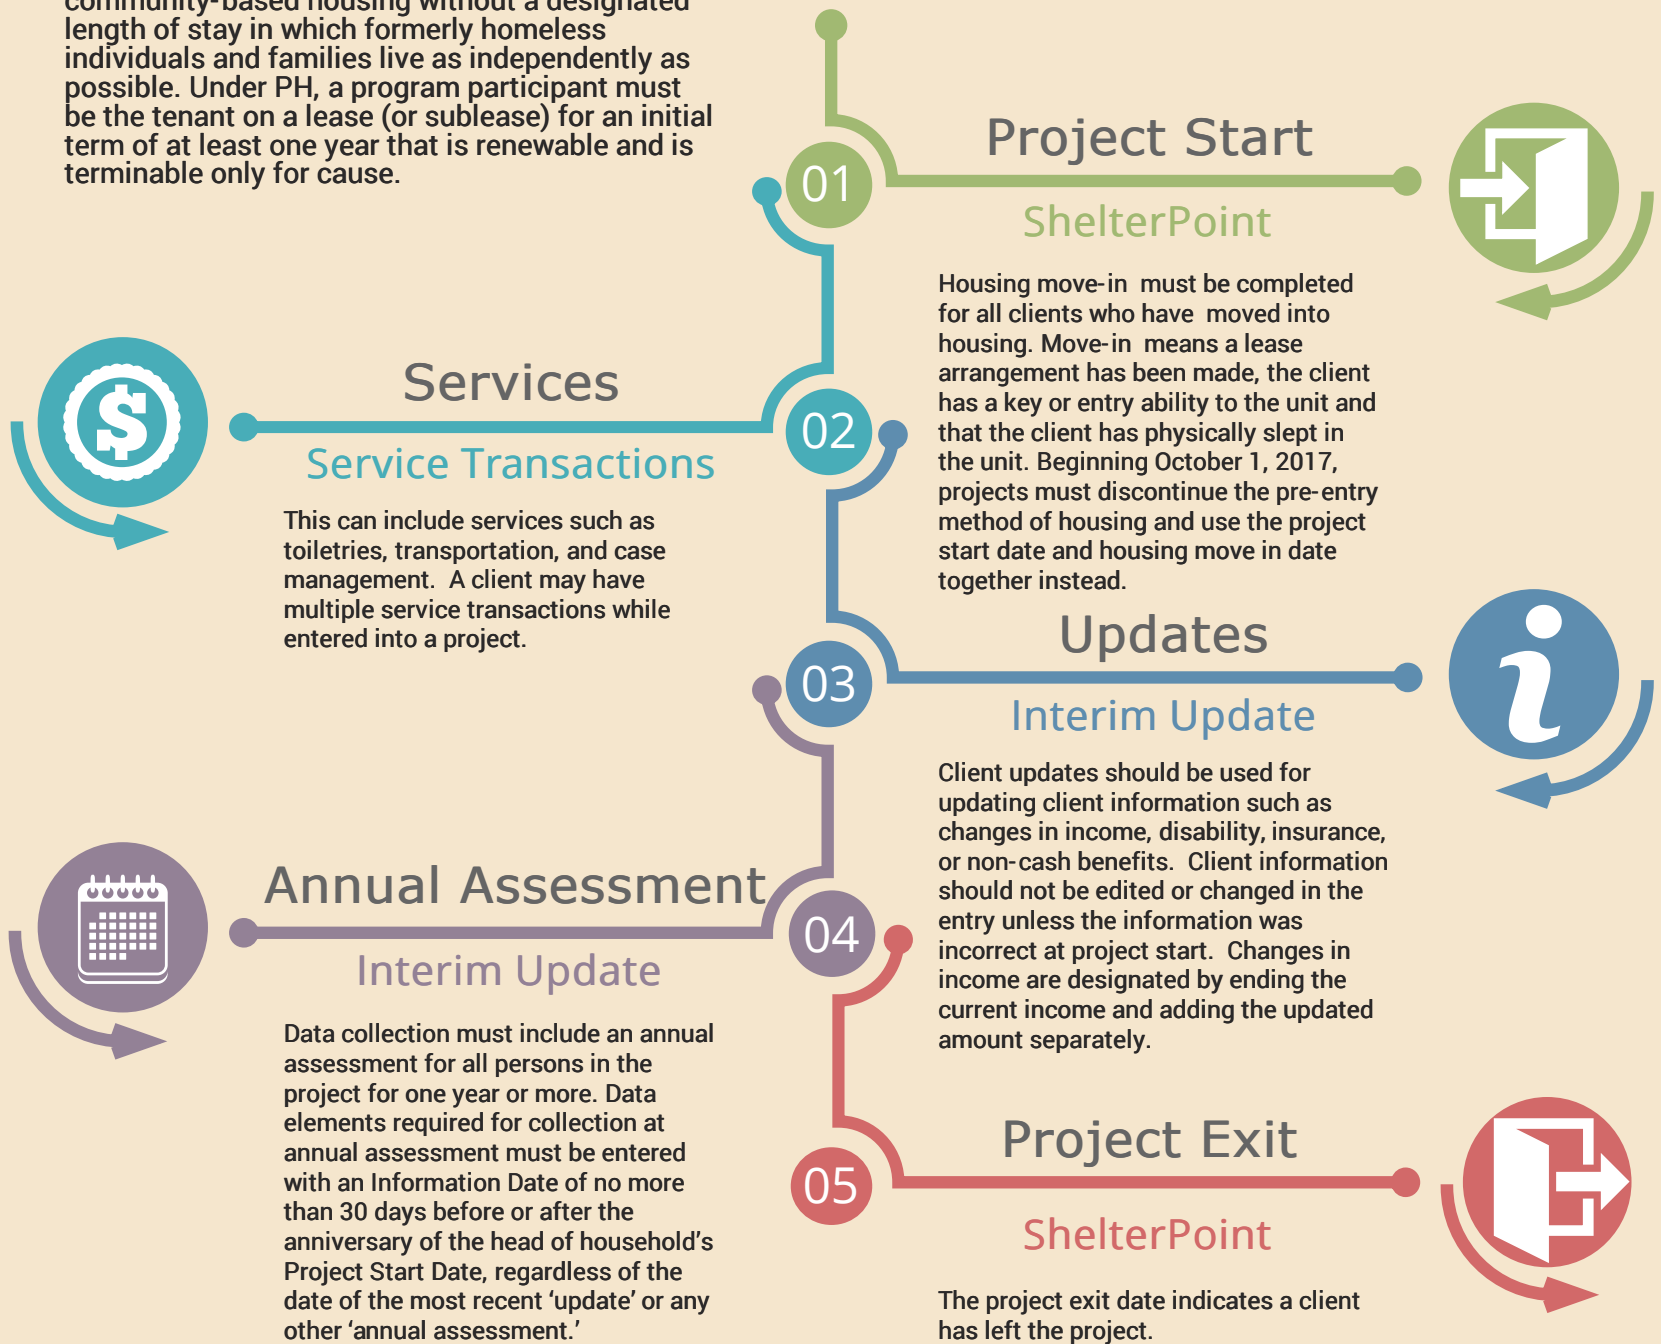 community-based housing without a designated
length of stay in which formerly homeless
individuals and families live as independently as
possible. Under PH, a program participant must
be the tenant on a lease (or sublease) for an initial
term of at least one year that is renewable and is
terminable only for cause.
01
Project Start
ShelterPoint
Housing move-in must be completed
for all clients who have moved into
housing. Move-in means a lease
arrangement has been made, the client
has a key or entry ability to the unit and
that the client has physically slept in
the unit. Beginning October 1, 2017,
projects must discontinue the pre-entry
method of housing and use the project
start date and housing move in date
together instead.
02
Services
Service Transactions
This can include services such as
toiletries, transportation, and case
management. A client may have
multiple service transactions while
entered into a project.
03
Updates
Interim Update
Client updates should be used for
updating client information such as
changes in income, disability, insurance,
or non-cash benefits. Client information
should not be edited or changed in the
entry unless the information was
incorrect at project start. Changes in
income are designated by ending the
current income and adding the updated
amount separately.
04
Annual Assessment
Interim Update
Data collection must include an annual
assessment for all persons in the
project for one year or more. Data
elements required for collection at
annual assessment must be entered
with an Information Date of no more
than 30 days before or after the
anniversary of the head of household’s
Project Start Date, regardless of the
date of the most recent ‘update’ or any
other ‘annual assessment.’
05
Project Exit
ShelterPoint
The project exit date indicates a client
has left the project.